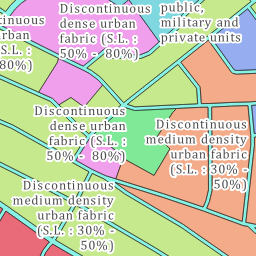 Discontinuous
dense urban
fabric (S.L. :
50% -  80%)
public,
military and
private units
nuous
urban
S.L. :
80%)
Discontinuous
dense urban
fabric (S.L. :
50% -  80%)
Discontinuous
medium density
urban fabric
(S.L. : 30% -
50%)
Discontinuous
medium density
urban fabric
(S.L. : 30% -
50%)